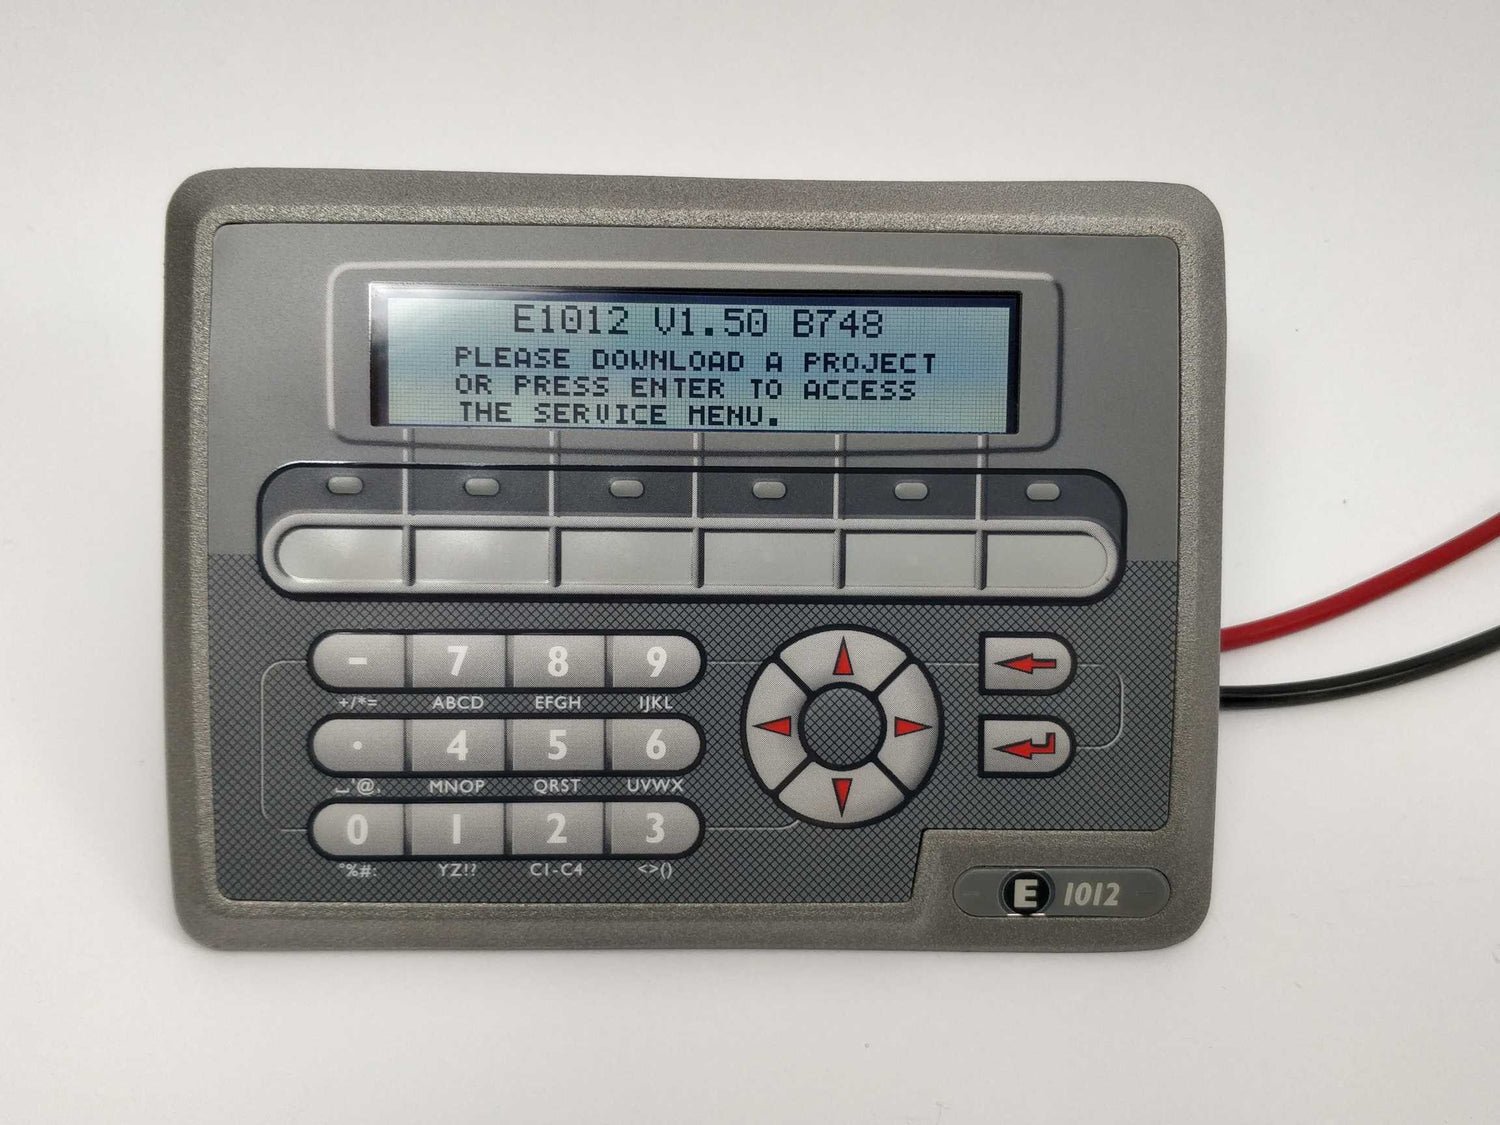 E1012 V1.50 B748
PLEASE DOWNLOAD A PROJECT
OR PRESS ENTER TO ACCESS
THE SERVICE MENU.
- 7 8 9
+/*= ABCD EFGH IJKL
. 4 5 6
⎵'@, MNOP QRST UVWX
0 1 2 3
°%#: YZ!? C1-C4 <>()
E 1012